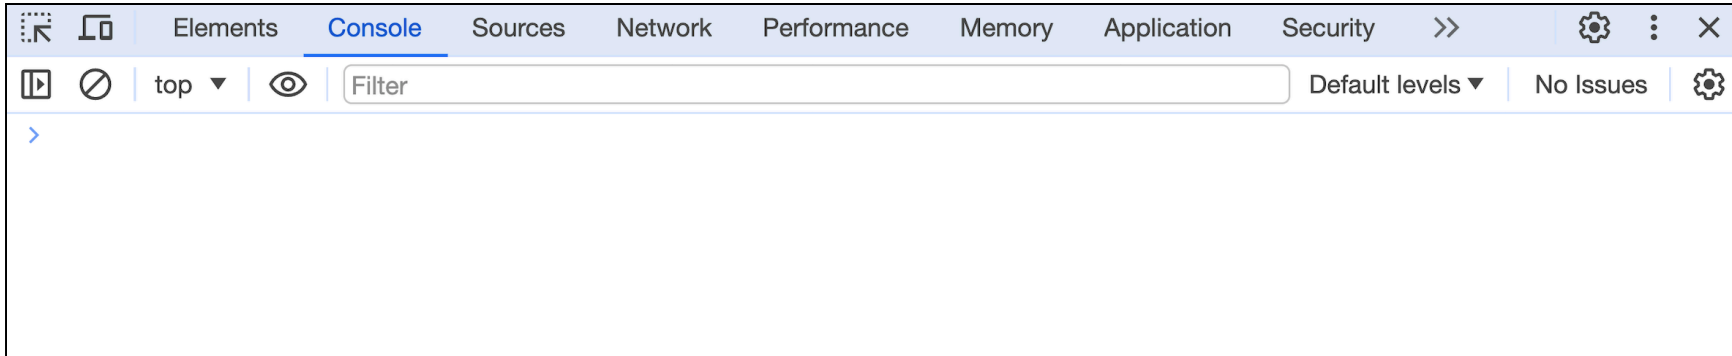 Elements Console Sources Network Performance Memory Application Security
top Filter Default levels No Issues